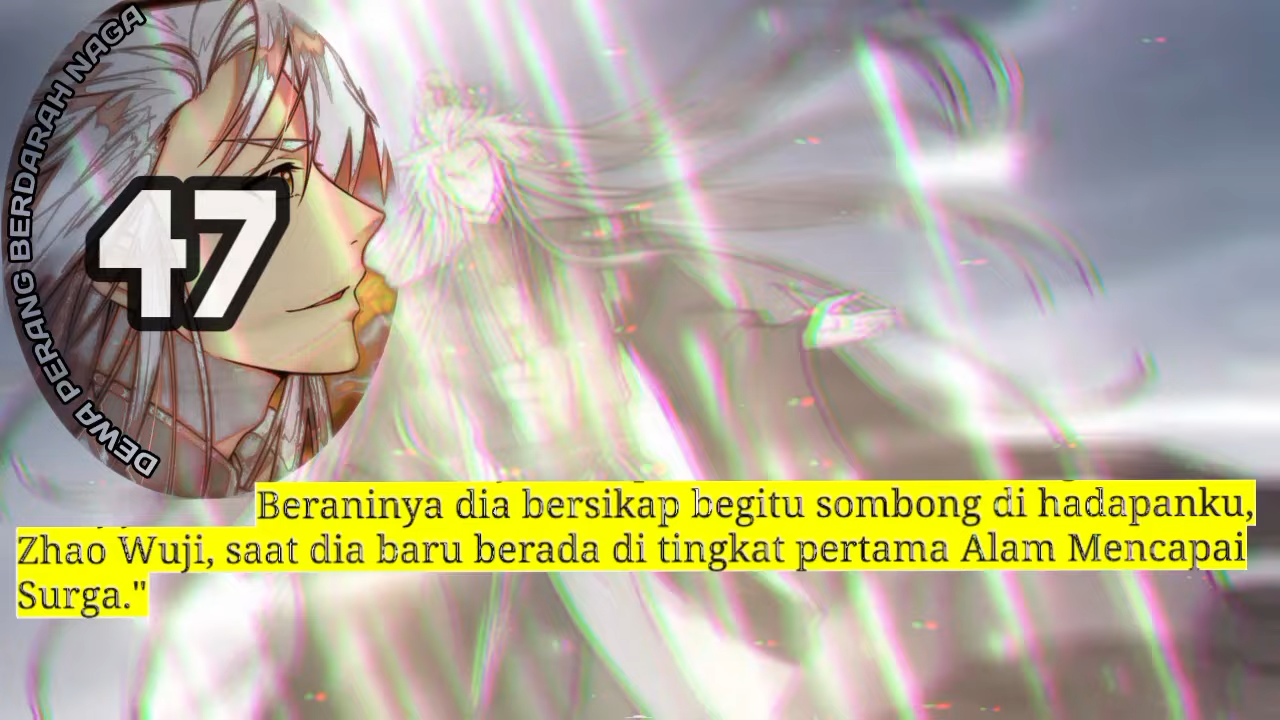 DEWA PERANG BERDARAH NAGA
47
Beraninya dia bersikap begitu sombong di hadapanku,
Zhao Wuji, saat dia baru berada di tingkat pertama Alam Mencapai
Surga."